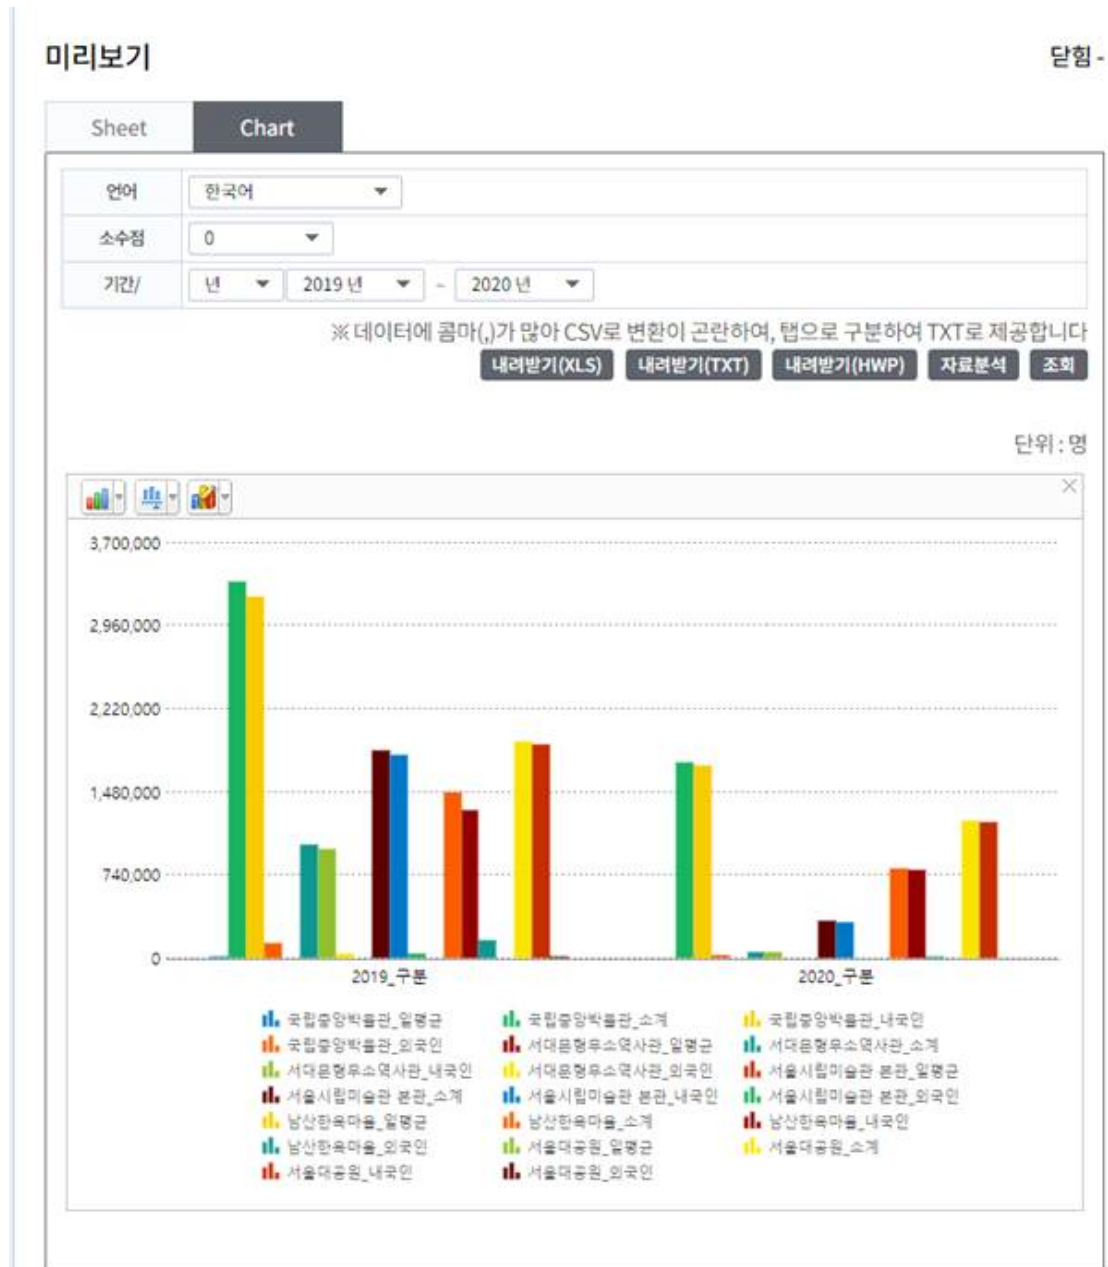 미리보기
닫힘 -
Sheet Chart
언어 한국어
소수점 0
기간/ 년 2019 년 ~ 2020 년
※ 데이터에 콤마(,)가 많아 CSV로 변환이 곤란하여, 탭으로 구분하여 TXT로 제공합니다
내려받기(XLS) 내려받기(TXT) 내려받기(HWP) 자료분석 조회
단위 : 명
3,700,000
2,960,000
2,220,000
1,480,000
740,000
0
2019_구분 2020_구분
국립중앙박물관_일평균 국립중앙박물관_소계 국립중앙박물관_내국인
국립중앙박물관_외국인 서대문형무소역사관_일평균 서대문형무소역사관_소계
서대문형무소역사관_내국인 서대문형무소역사관_외국인 서울시립미술관 본관_일평균
서울시립미술관 본관_소계 서울시립미술관 본관_내국인 서울시립미술관 본관_외국인
남산한옥마을_일평균 남산한옥마을_소계 남산한옥마을_내국인
남산한옥마을_외국인 서울대공원_일평균 서울대공원_소계
서울대공원_내국인 서울대공원_외국인